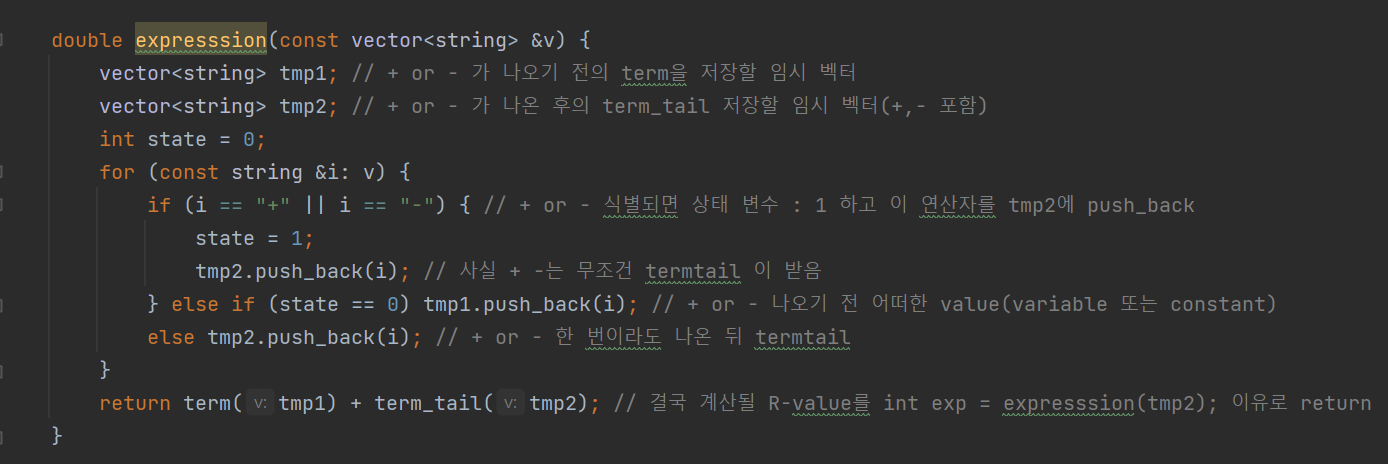 double expresssion(const vector<string> &v) {
vector<string> tmp1; // + or - 가 나오기 전의 term을 저장할 임시 벡터
vector<string> tmp2; // + or - 가 나온 후의 term_tail 저장할 임시 벡터(+,- 포함)
int state = 0;
for (const string &i: v) {
if (i == "+" || i == "-") { // + or - 식별되면 상태 변수 : 1 하고 이 연산자를 tmp2에 push_back
state = 1;
tmp2.push_back(i); // 사실 + -는 무조건 termtail 이 받음
} else if (state == 0) tmp1.push_back(i); // + or - 나오기 전 어떠한 value(variable 또는 constant)
else tmp2.push_back(i); // + or - 한 번이라도 나온 뒤 termtail
}
return term( v: tmp1) + term_tail( v: tmp2); // 결국 계산될 R-value를 int exp = expresssion(tmp2); 이유로 return
}